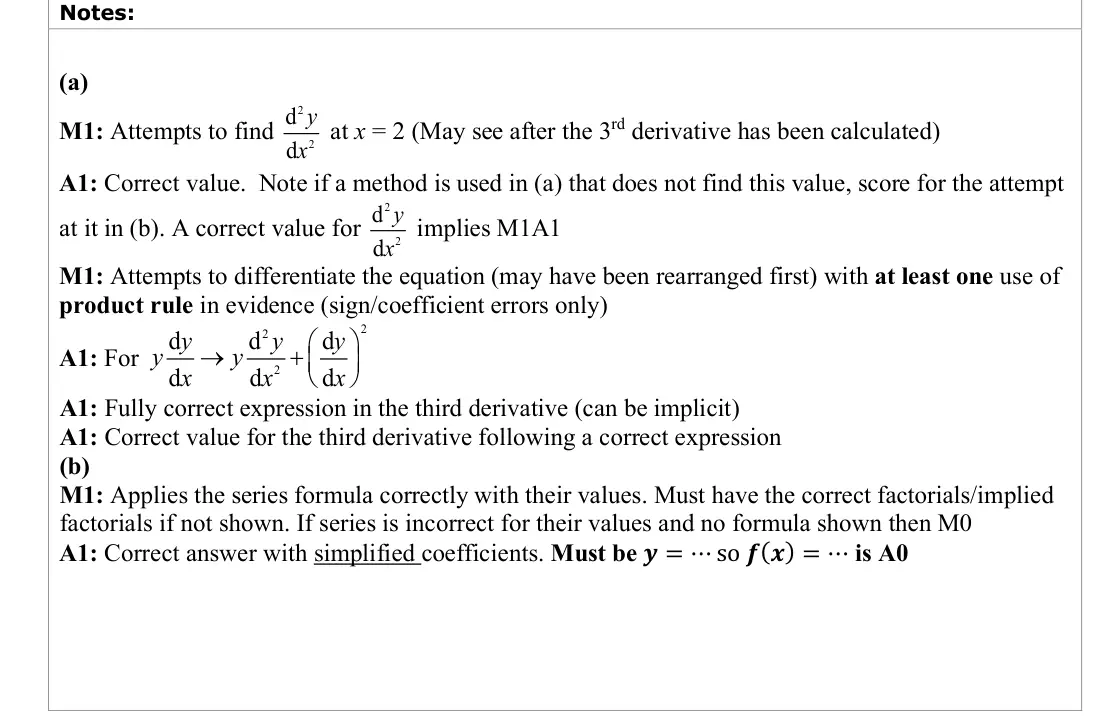 Notes:
(a)
M1: Attempts to find d²y/dx² at x = 2 (May see after the 3rd derivative has been calculated)
A1: Correct value.  Note if a method is used in (a) that does not find this value, score for the attempt
at it in (b). A correct value for d²y/dx² implies M1A1
M1: Attempts to differentiate the equation (may have been rearranged first) with at least one use of
product rule in evidence (sign/coefficient errors only)
A1: For y dy/dx → y d²y/dx² + (dy/dx)²
A1: Fully correct expression in the third derivative (can be implicit)
A1: Correct value for the third derivative following a correct expression
(b)
M1: Applies the series formula correctly with their values. Must have the correct factorials/implied
factorials if not shown. If series is incorrect for their values and no formula shown then M0
A1: Correct answer with simplified coefficients. Must be y = ⋯ so f(x) = ⋯ is A0